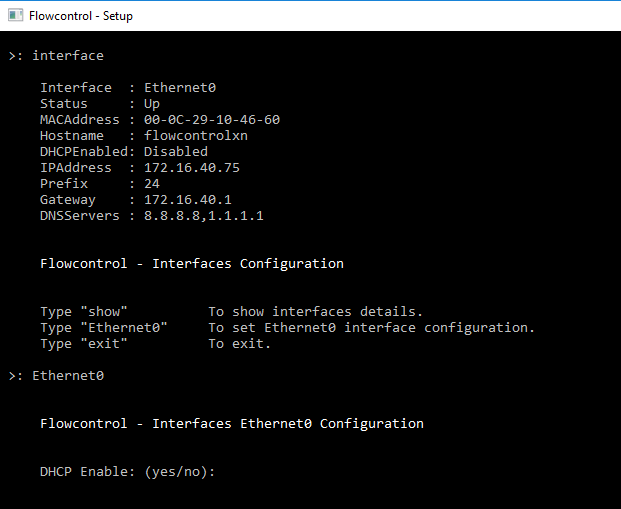 Flowcontrol - Setup
>: interface
Interface  : Ethernet0
Status     : Up
MACAddress : 00-0C-29-10-46-60
Hostname   : flowcontrolxn
DHCPEnabled: Disabled
IPAddress  : 172.16.40.75
Prefix     : 24
Gateway    : 172.16.40.1
DNSServers : 8.8.8.8,1.1.1.1
Flowcontrol - Interfaces Configuration
Type "show"          To show interfaces details.
Type "Ethernet0"     To set Ethernet0 interface configuration.
Type "exit"          To exit.
>: Ethernet0
Flowcontrol - Interfaces Ethernet0 Configuration
DHCP Enable: (yes/no):